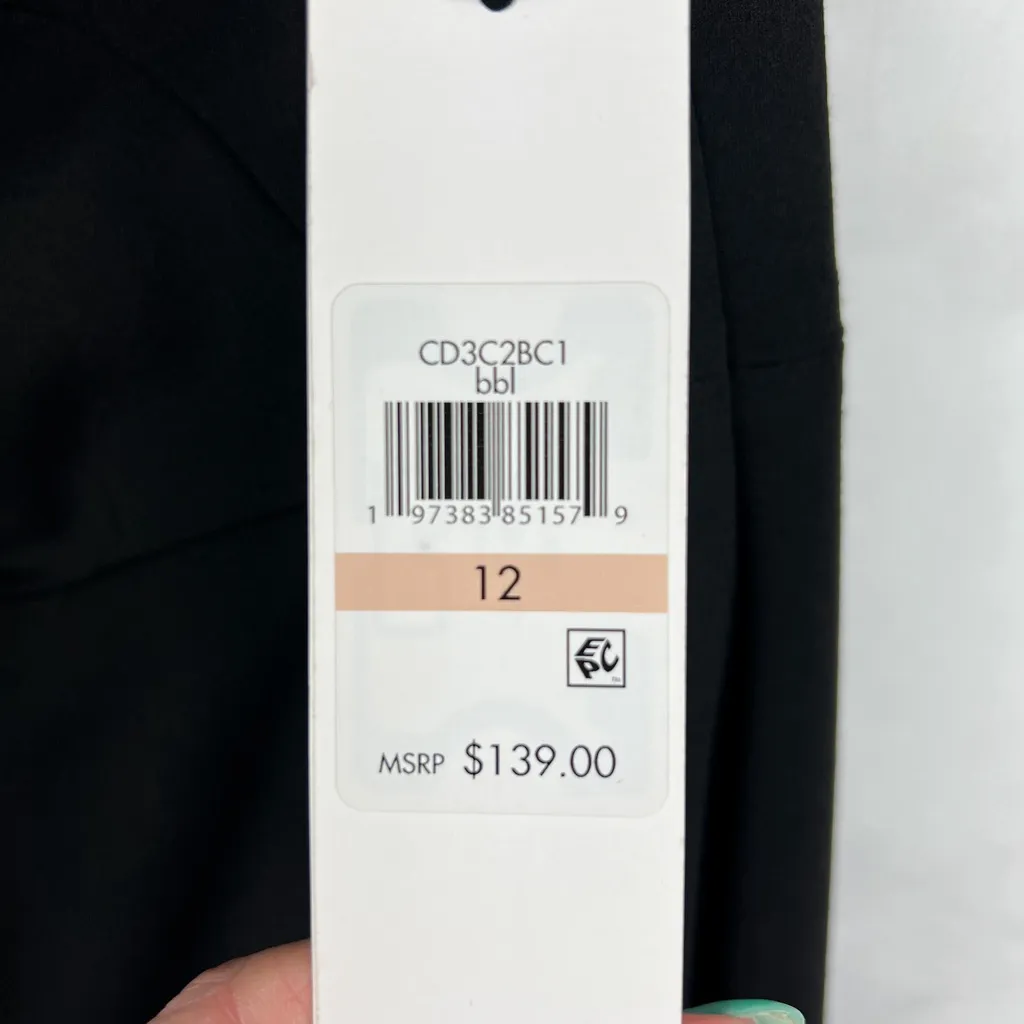 CD3C2BC1
bbl
1 97383 85157 9
12
EPC
MSRP $139.00